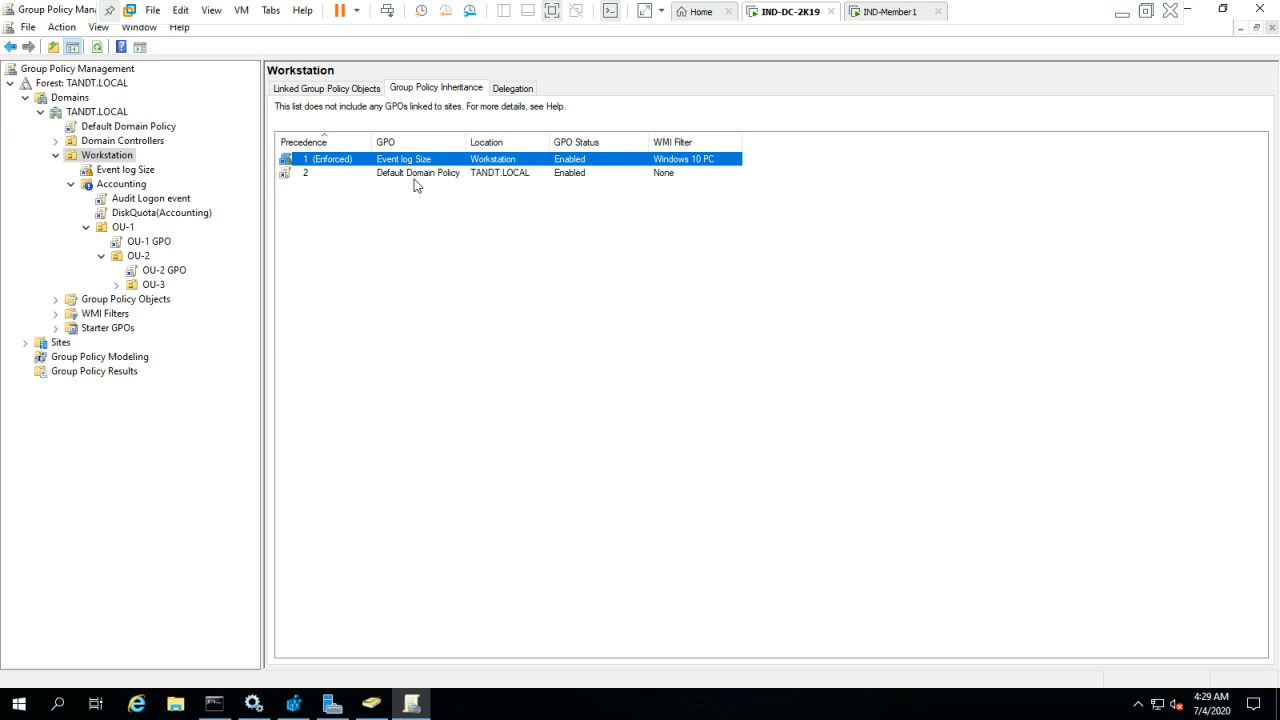 Group Policy Mana
File Edit View VM Tabs Help
Home
IND-DC-2K19
IND-Member1
File Action View Window Help
Group Policy Management
Forest: TANDT.LOCAL
Domains
TANDT.LOCAL
Default Domain Policy
Domain Controllers
Workstation
Event log Size
Accounting
Audit Logon event
DiskQuota(Accounting)
OU-1
OU-1 GPO
OU-2
OU-2 GPO
OU-3
Group Policy Objects
WMI Filters
Starter GPOs
Sites
Group Policy Modeling
Group Policy Results
Workstation
Linked Group Policy Objects Group Policy Inheritance Delegation
This list does not include any GPOs linked to sites. For more details, see Help.
Precedence GPO Location GPO Status WMI Filter
1 (Enforced) Event log Size Workstation Enabled Windows 10 PC
2 Default Domain Policy TANDT.LOCAL Enabled None
4:29 AM
7/4/2020